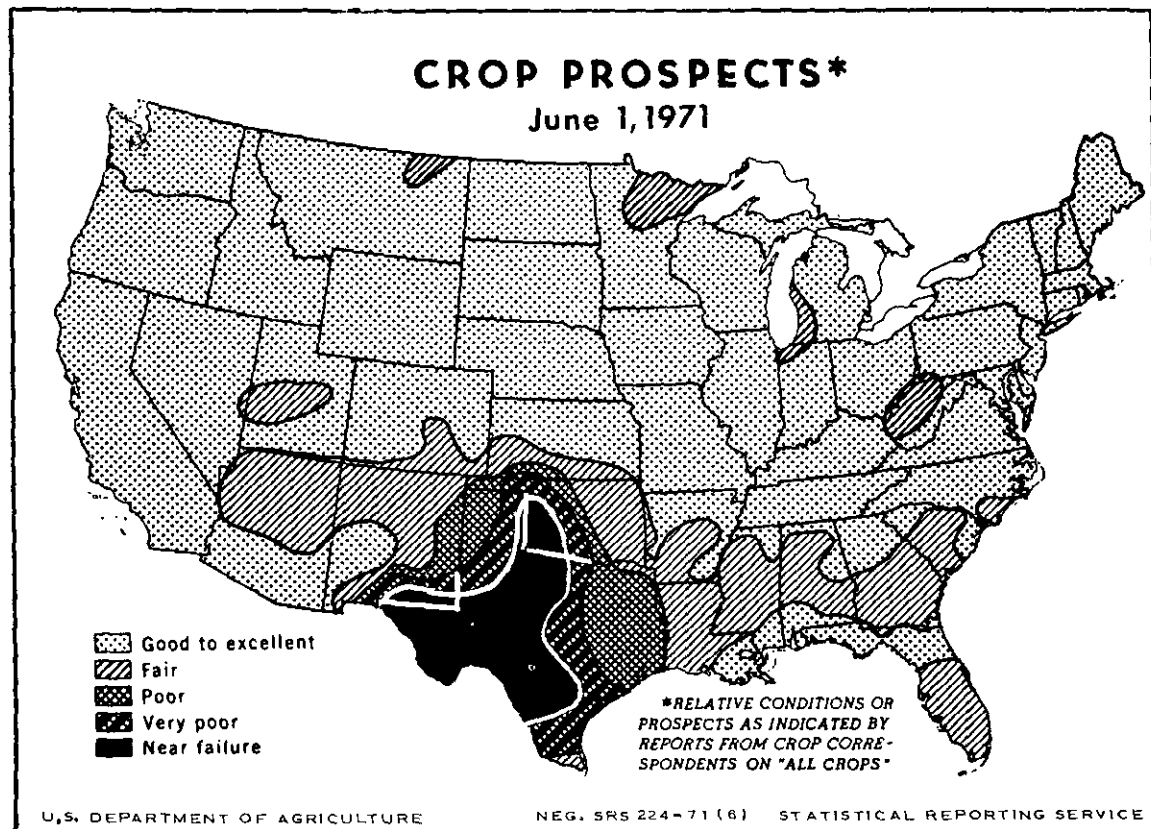 CROP PROSPECTS*
June 1, 1971
Good to excellent
Fair
Poor
Very poor
Near failure
*RELATIVE CONDITIONS OR
PROSPECTS AS INDICATED BY
REPORTS FROM CROP CORRE-
SPONDENTS ON "ALL CROPS"
U.S. DEPARTMENT OF AGRICULTURE NEG. SRS 224-71 (6) STATISTICAL REPORTING SERVICE